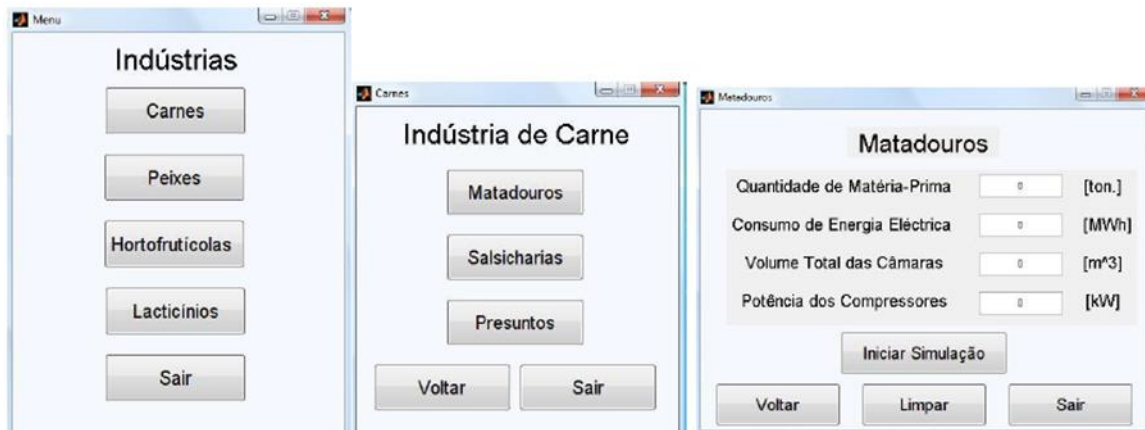 Menu
Indústrias
Carnes
Peixes
Hortofrutícolas
Lacticínios
Sair
Carnes
Indústria de Carne
Matadouros
Salsicharias
Presuntos
Voltar Sair
Matadouros
Matadouros
Quantidade de Matéria-Prima 0 [ton.]
Consumo de Energia Eléctrica 0 [MWh]
Volume Total das Câmaras 0 [m^3]
Potência dos Compressores 0 [kW]
Iniciar Simulação
Voltar Limpar Sair